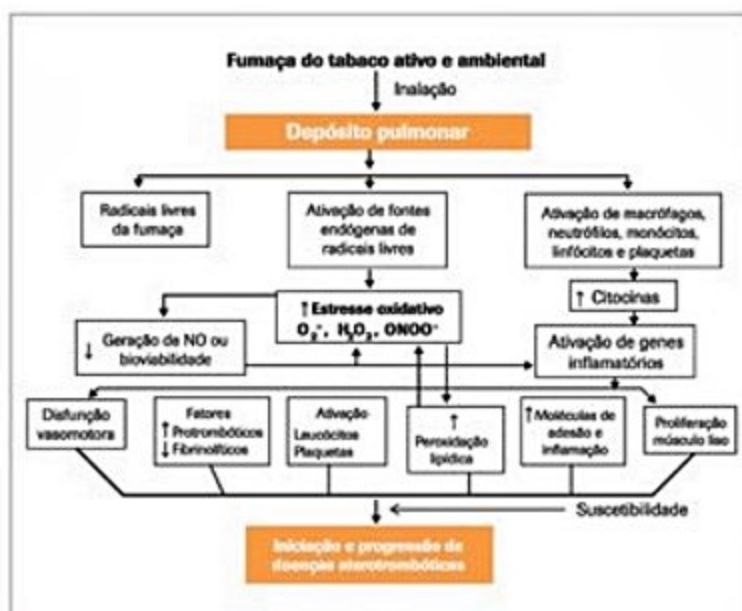 Fumaça do tabaco ativo e ambiental
Inalação
Depósito pulmonar
Radicais livres
da fumaça
Ativação de fontes
endógenas de
radicais livres
Ativação de macrófagos,
neutrófilos, monócitos,
linfócitos e plaquetas
↑ Citocinas
↑ Estresse oxidativo
O₂⁻, H₂O₂, ONOO⁻
↓ Geração de NO ou
bioviabilidade
Ativação de genes
inflamatórios
Disfunção
vasomotora
Fatores
↑ Protrombóticos
↓ Fibrinolíticos
Ativação
Leucócitos
Plaquetas
↑
Peroxidação
lipídica
↑ Moléculas de
adesão e
inflamação
Proliferação
músculo liso
Suscetibilidade
Iniciação e progressão de
doenças aterotrombóticas